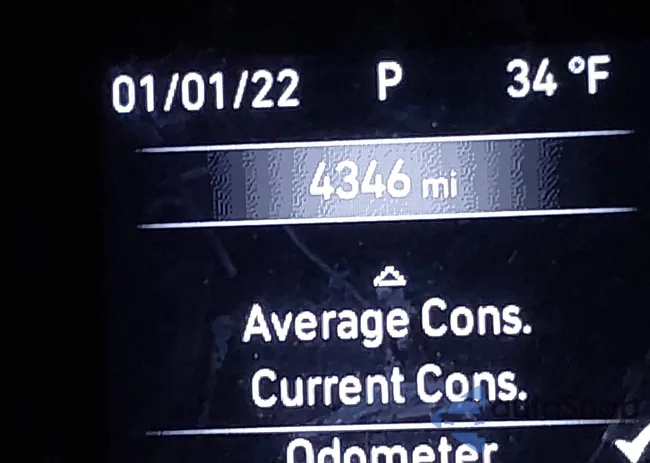 01/01/22 P 34 °F
4346 mi
Average Cons.
Current Cons.
Odometer